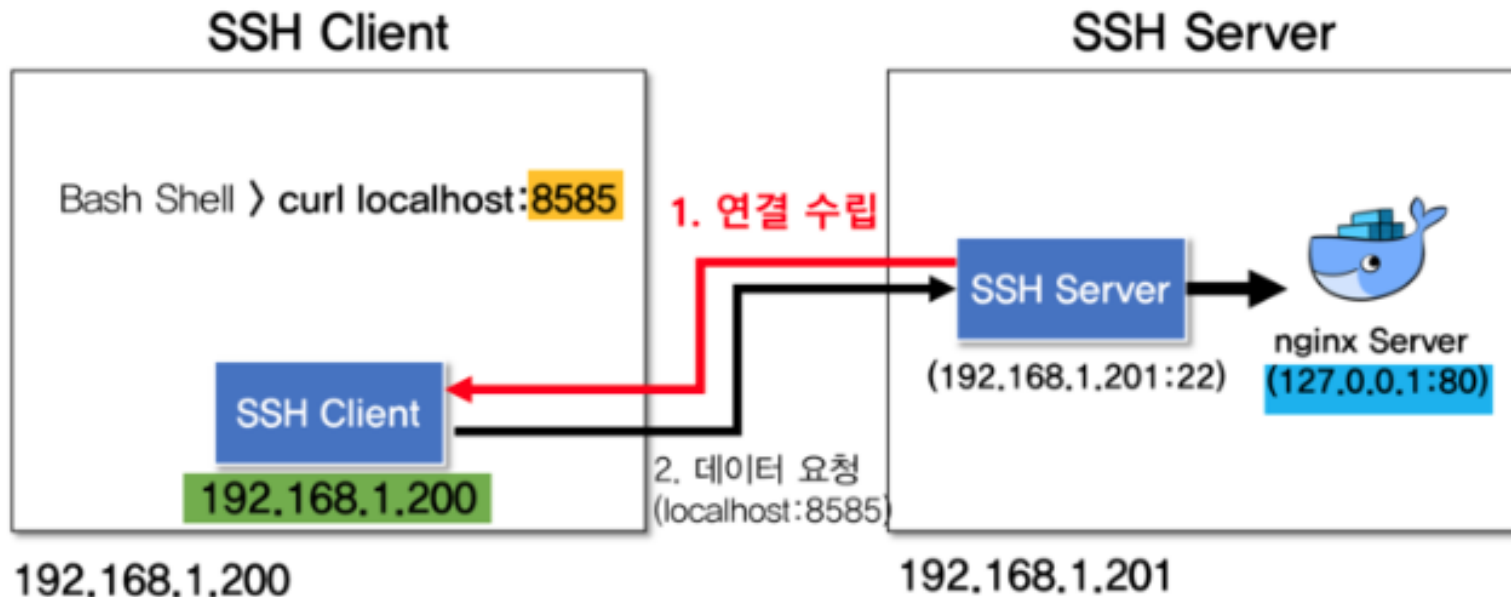 SSH Client
SSH Server
Bash Shell > curl localhost:8585
1. 연결 수립
SSH Server
SSH Client
(192.168.1.201:22)
nginx Server
(127.0.0.1:80)
192.168.1.200
2. 데이터 요청
(localhost:8585)
192.168.1.200
192.168.1.201